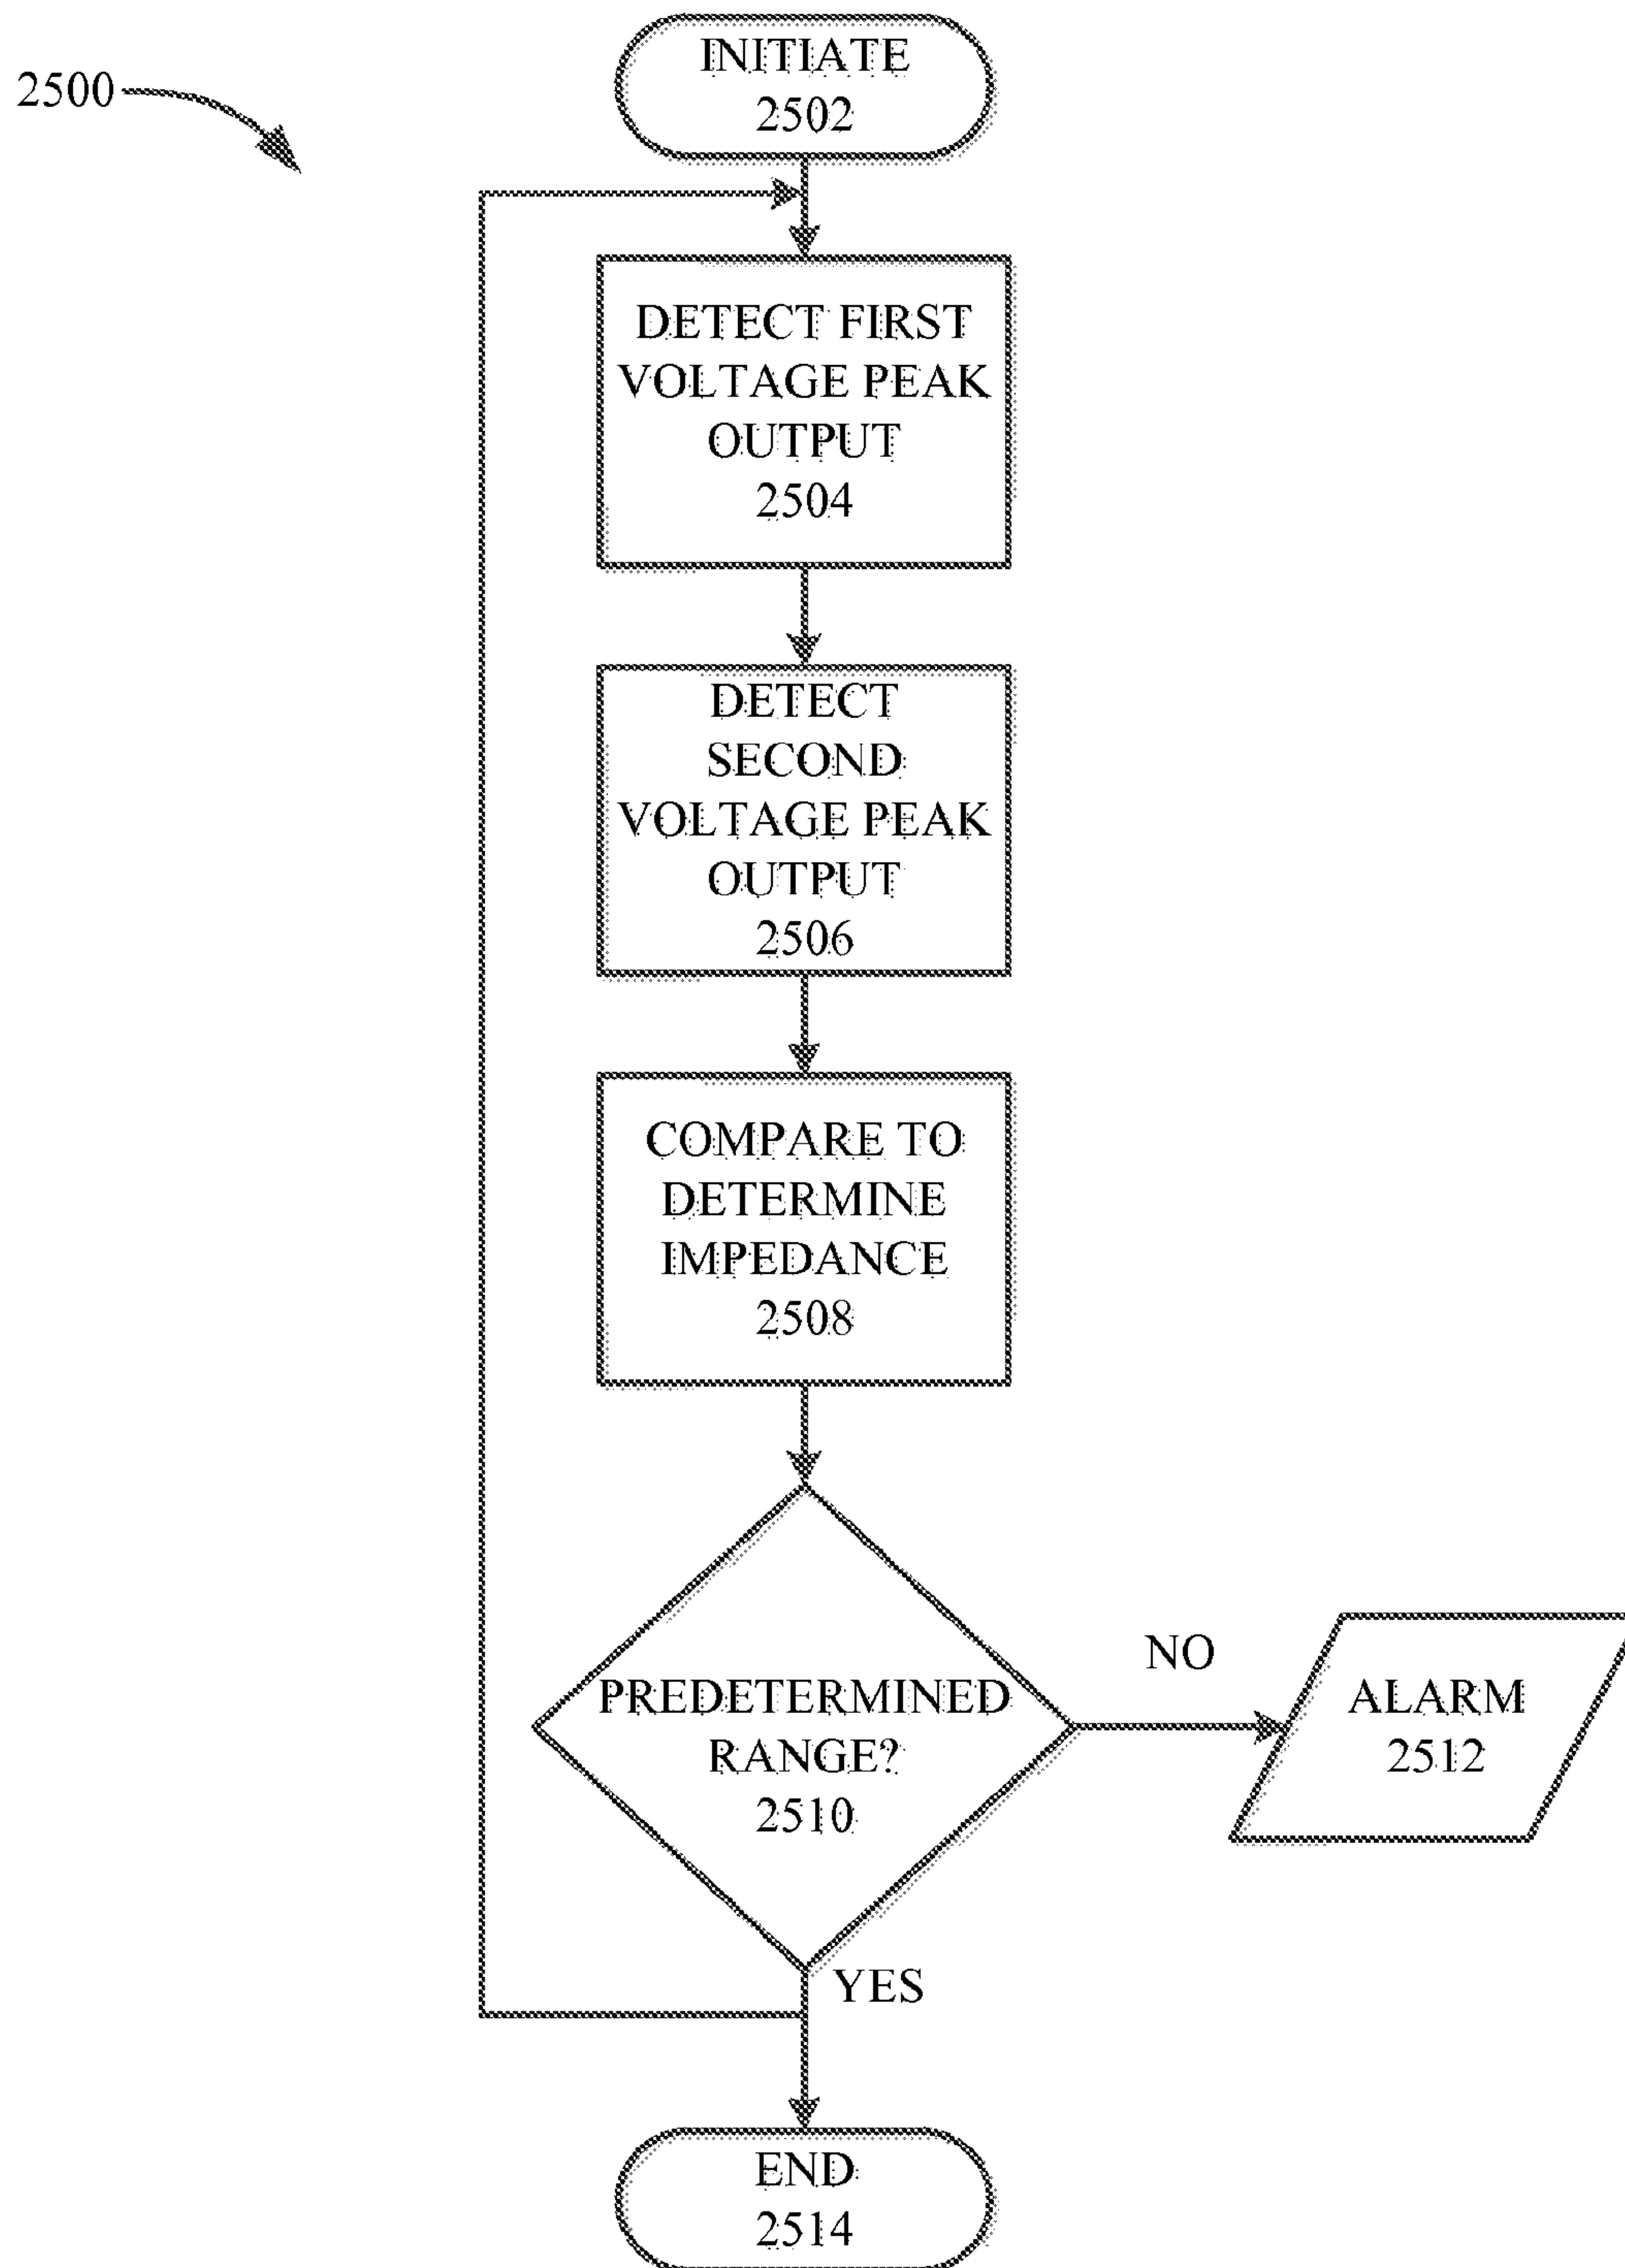 2500
INITIATE
2502
DETECT FIRST
VOLTAGE PEAK
OUTPUT
2504
DETECT
SECOND
VOLTAGE PEAK
OUTPUT
2506
COMPARE TO
DETERMINE
IMPEDANCE
2508
PREDETERMINED
RANGE?
2510
NO
ALARM
2512
YES
END
2514